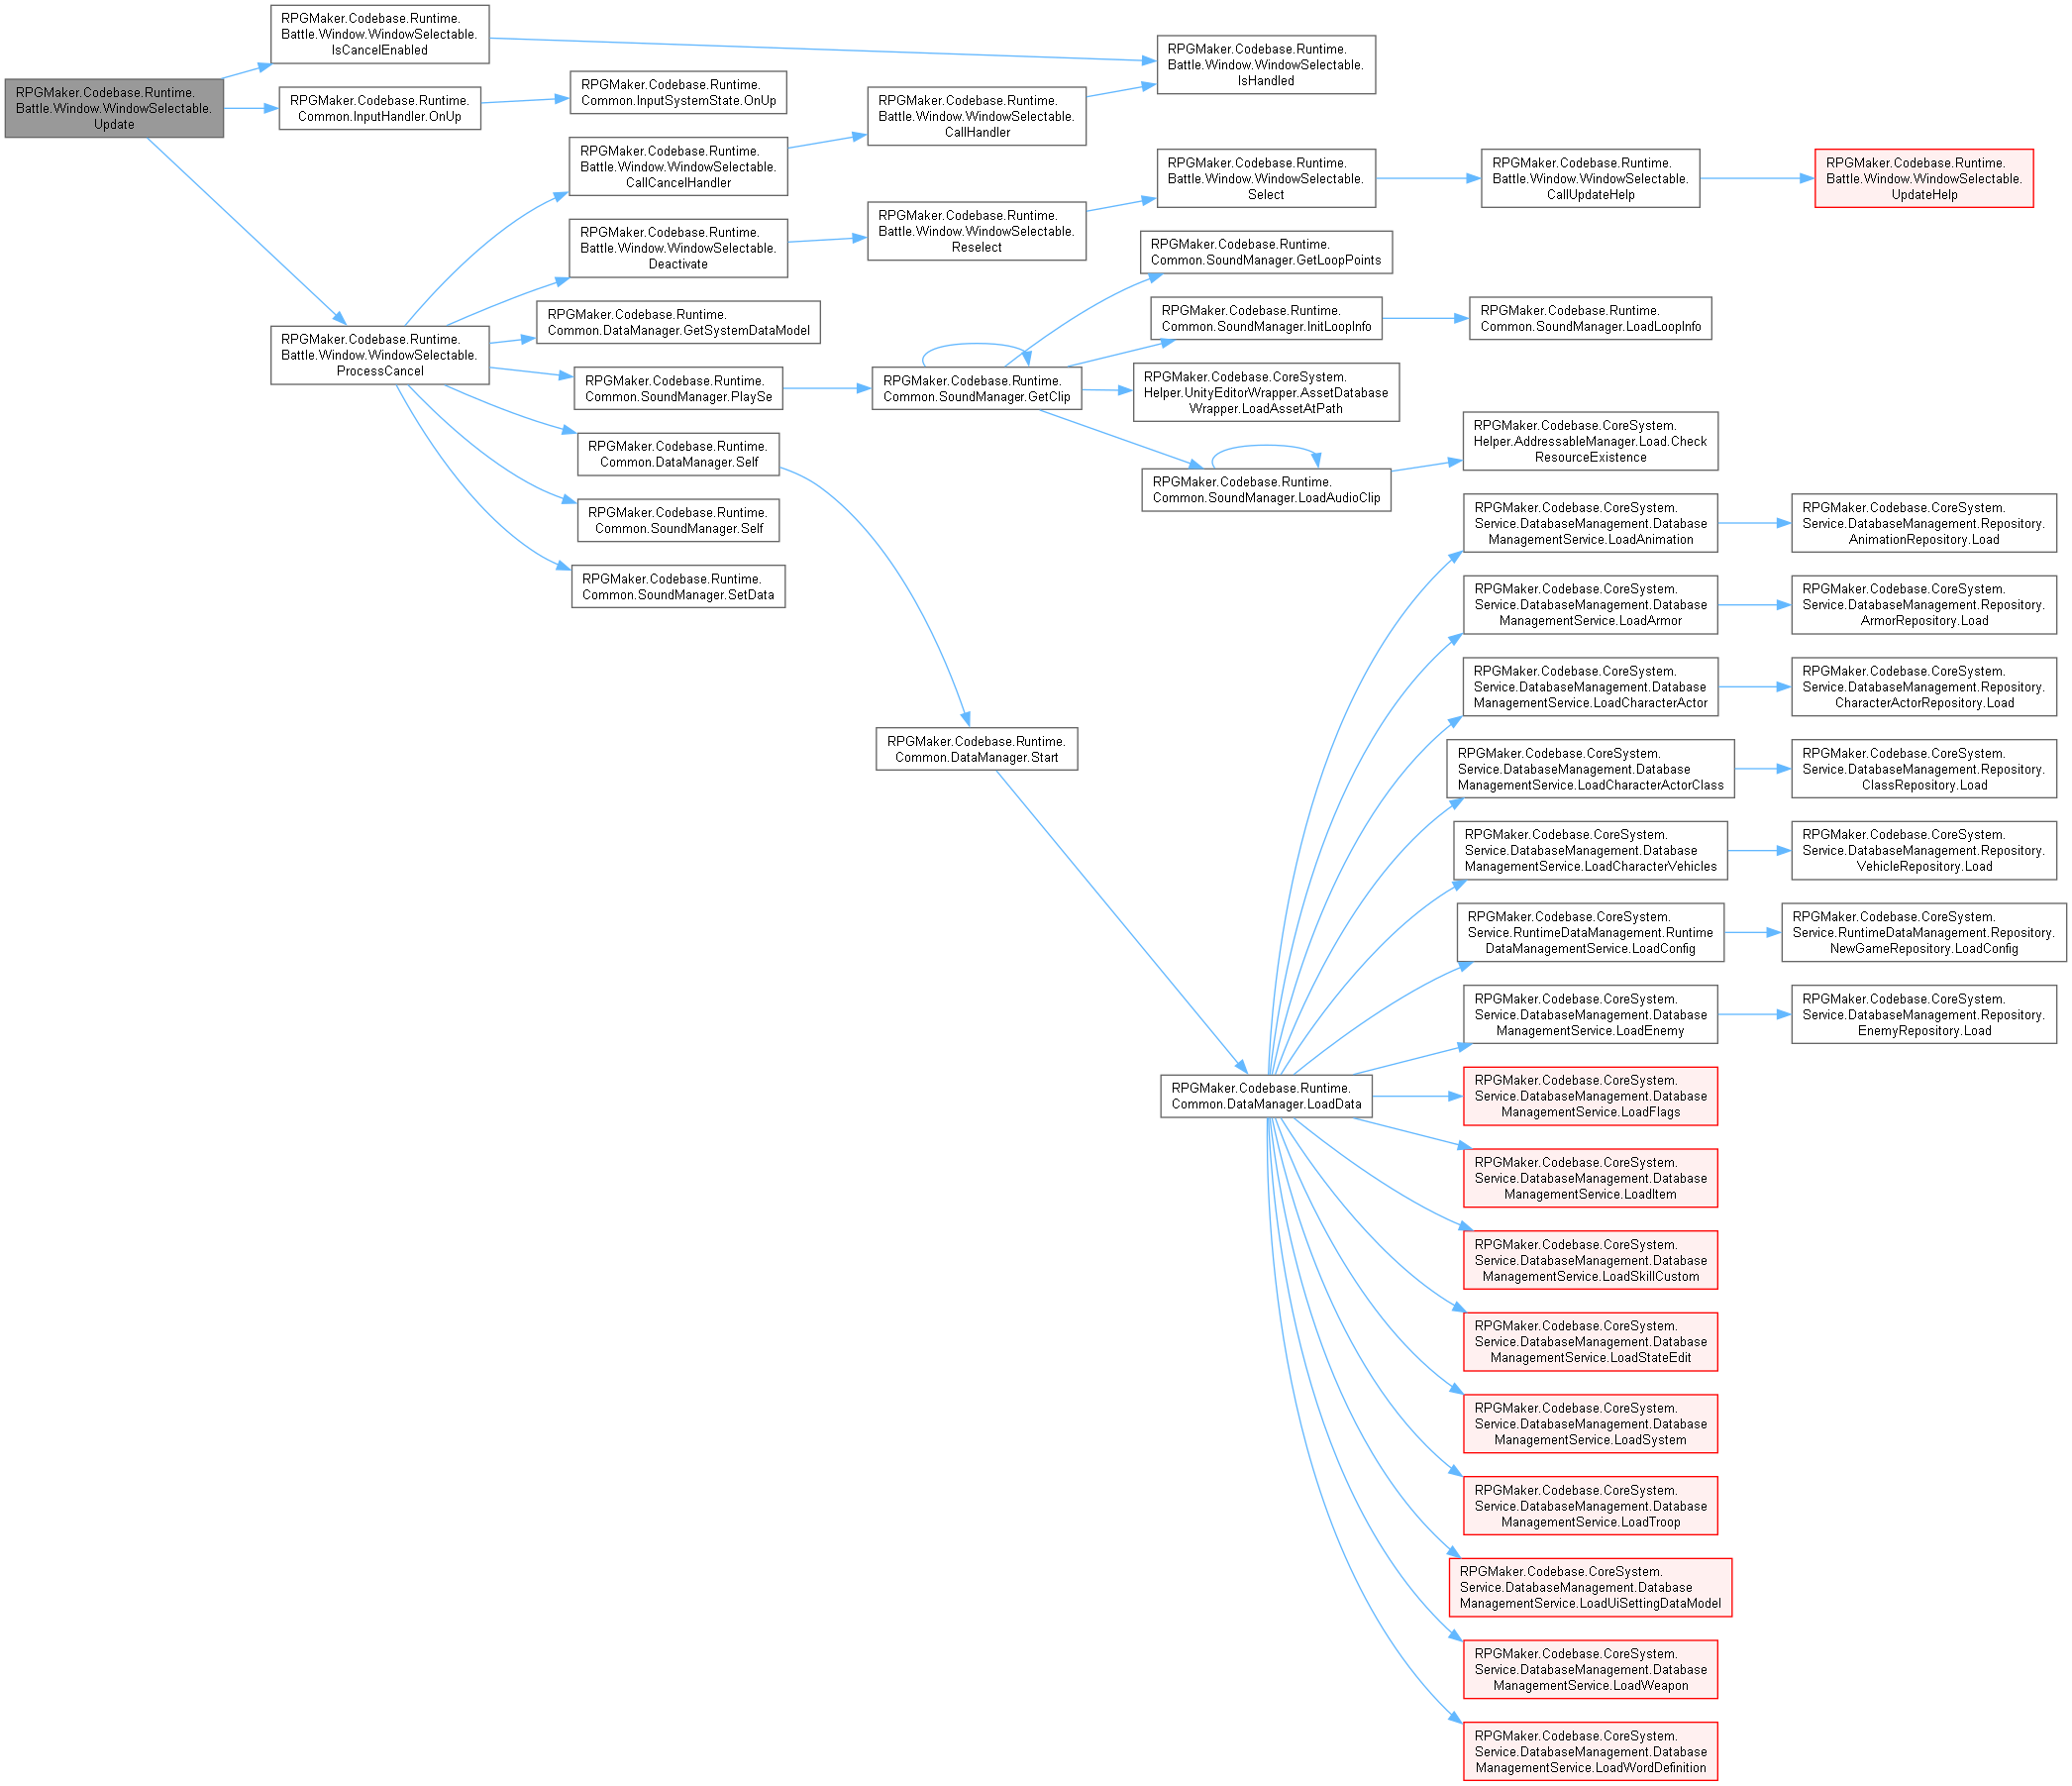 RPGMaker.Codebase.Runtime.
Battle.Window.WindowSelectable.
Update
RPGMaker.Codebase.Runtime.
Battle.Window.WindowSelectable.
IsCancelEnabled
RPGMaker.Codebase.Runtime.
Common.InputHandler.OnUp
RPGMaker.Codebase.Runtime.
Battle.Window.WindowSelectable.
ProcessCancel
RPGMaker.Codebase.Runtime.
Common.InputSystemState.OnUp
RPGMaker.Codebase.Runtime.
Battle.Window.WindowSelectable.
CallCancelHandler
RPGMaker.Codebase.Runtime.
Battle.Window.WindowSelectable.
Deactivate
RPGMaker.Codebase.Runtime.
Common.DataManager.GetSystemDataModel
RPGMaker.Codebase.Runtime.
Common.SoundManager.PlaySe
RPGMaker.Codebase.Runtime.
Common.DataManager.Self
RPGMaker.Codebase.Runtime.
Common.SoundManager.Self
RPGMaker.Codebase.Runtime.
Common.SoundManager.SetData
RPGMaker.Codebase.Runtime.
Battle.Window.WindowSelectable.
CallHandler
RPGMaker.Codebase.Runtime.
Battle.Window.WindowSelectable.
Reselect
RPGMaker.Codebase.Runtime.
Common.SoundManager.GetClip
RPGMaker.Codebase.Runtime.
Common.DataManager.Start
RPGMaker.Codebase.Runtime.
Battle.Window.WindowSelectable.
IsHandled
RPGMaker.Codebase.Runtime.
Battle.Window.WindowSelectable.
Select
RPGMaker.Codebase.Runtime.
Common.SoundManager.GetLoopPoints
RPGMaker.Codebase.Runtime.
Common.SoundManager.InitLoopInfo
RPGMaker.Codebase.CoreSystem.
Helper.UnityEditorWrapper.AssetDatabase
Wrapper.LoadAssetAtPath
RPGMaker.Codebase.Runtime.
Common.SoundManager.LoadAudioClip
RPGMaker.Codebase.Runtime.
Common.DataManager.LoadData
RPGMaker.Codebase.Runtime.
Battle.Window.WindowSelectable.
CallUpdateHelp
RPGMaker.Codebase.Runtime.
Common.SoundManager.LoadLoopInfo
RPGMaker.Codebase.CoreSystem.
Helper.AddressableManager.Load.Check
ResourceExistence
RPGMaker.Codebase.CoreSystem.
Service.DatabaseManagement.Database
ManagementService.LoadAnimation
RPGMaker.Codebase.CoreSystem.
Service.DatabaseManagement.Database
ManagementService.LoadArmor
RPGMaker.Codebase.CoreSystem.
Service.DatabaseManagement.Database
ManagementService.LoadCharacterActor
RPGMaker.Codebase.CoreSystem.
Service.DatabaseManagement.Database
ManagementService.LoadCharacterActorClass
RPGMaker.Codebase.CoreSystem.
Service.DatabaseManagement.Database
ManagementService.LoadCharacterVehicles
RPGMaker.Codebase.CoreSystem.
Service.RuntimeDataManagement.Runtime
DataManagementService.LoadConfig
RPGMaker.Codebase.CoreSystem.
Service.DatabaseManagement.Database
ManagementService.LoadEnemy
RPGMaker.Codebase.CoreSystem.
Service.DatabaseManagement.Database
ManagementService.LoadFlags
RPGMaker.Codebase.CoreSystem.
Service.DatabaseManagement.Database
ManagementService.LoadItem
RPGMaker.Codebase.CoreSystem.
Service.DatabaseManagement.Database
ManagementService.LoadSkillCustom
RPGMaker.Codebase.CoreSystem.
Service.DatabaseManagement.Database
ManagementService.LoadStateEdit
RPGMaker.Codebase.CoreSystem.
Service.DatabaseManagement.Database
ManagementService.LoadSystem
RPGMaker.Codebase.CoreSystem.
Service.DatabaseManagement.Database
ManagementService.LoadTroop
RPGMaker.Codebase.CoreSystem.
Service.DatabaseManagement.Database
ManagementService.LoadUiSettingDataModel
RPGMaker.Codebase.CoreSystem.
Service.DatabaseManagement.Database
ManagementService.LoadWeapon
RPGMaker.Codebase.CoreSystem.
Service.DatabaseManagement.Database
ManagementService.LoadWordDefinition
RPGMaker.Codebase.Runtime.
Battle.Window.WindowSelectable.
UpdateHelp
RPGMaker.Codebase.CoreSystem.
Service.DatabaseManagement.Repository.
AnimationRepository.Load
RPGMaker.Codebase.CoreSystem.
Service.DatabaseManagement.Repository.
ArmorRepository.Load
RPGMaker.Codebase.CoreSystem.
Service.DatabaseManagement.Repository.
CharacterActorRepository.Load
RPGMaker.Codebase.CoreSystem.
Service.DatabaseManagement.Repository.
ClassRepository.Load
RPGMaker.Codebase.CoreSystem.
Service.DatabaseManagement.Repository.
VehicleRepository.Load
RPGMaker.Codebase.CoreSystem.
Service.RuntimeDataManagement.Repository.
NewGameRepository.LoadConfig
RPGMaker.Codebase.CoreSystem.
Service.DatabaseManagement.Repository.
EnemyRepository.Load